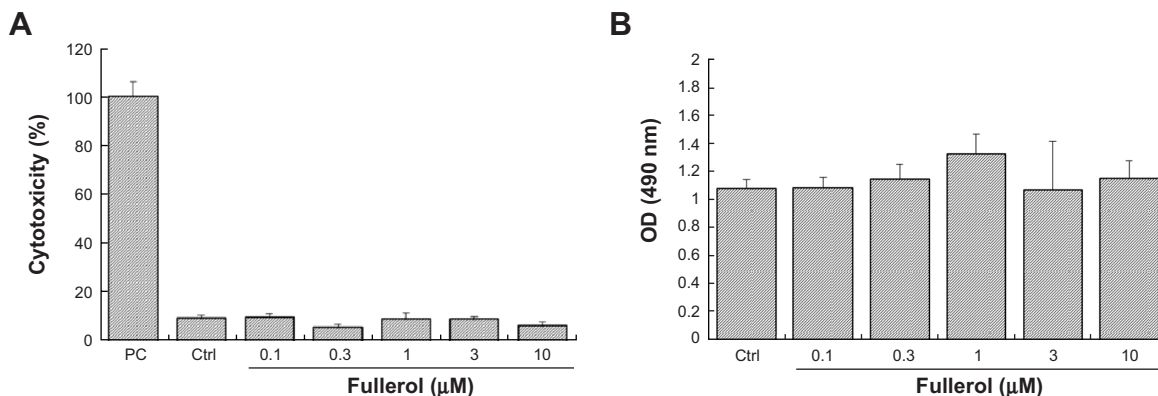 A
Cytotoxicity (%)
120
100
80
60
40
20
0
PC Ctrl 0.1 0.3 1 3 10
Fullerol (μM)
B
OD (490 nm)
2
1.8
1.6
1.4
1.2
1
0.8
0.6
0.4
0.2
0
Ctrl 0.1 0.3 1 3 10
Fullerol (μM)